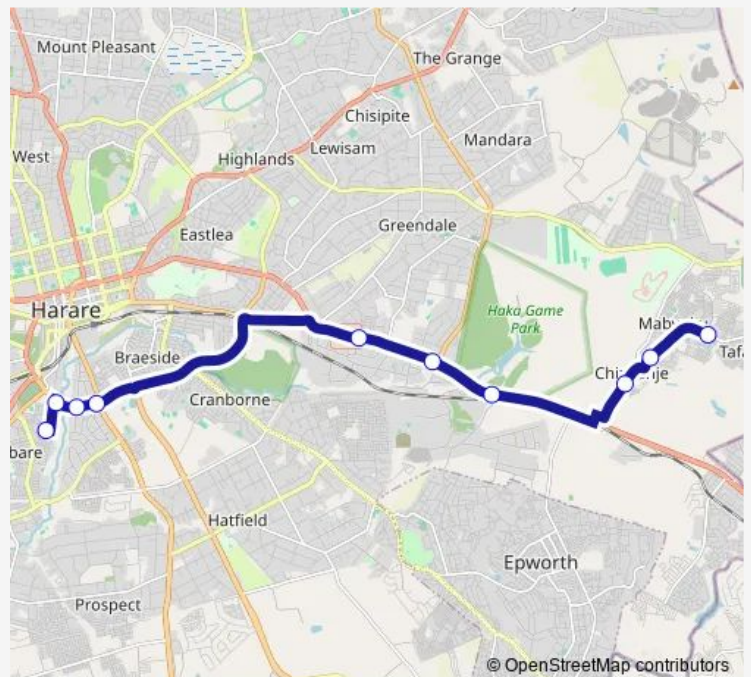 Mount Pleasant
The Grange
Chisipite
West
Highlands
Lewisam
Mandara
Eastlea
Greendale
Harare
Haka Game
Park
Braeside
Cranborne
Hatfield
Epworth
Prospect
© OpenStreetMap contributors